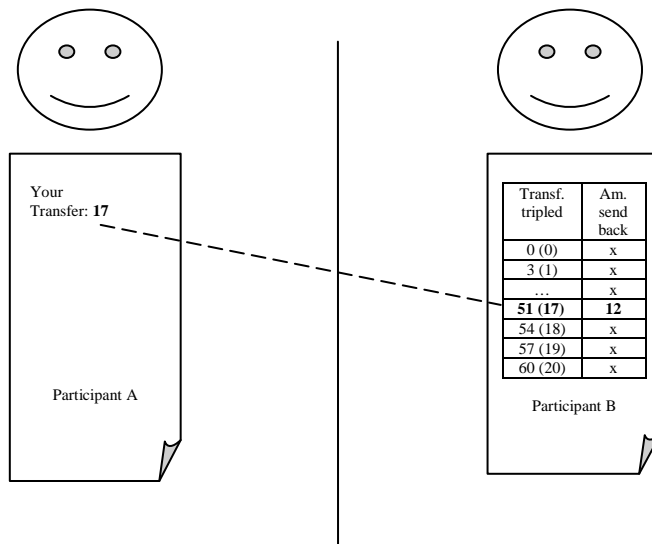 Your
Transfer: 17
Participant A
Transf. tripled Am. send back
0 (0) x
3 (1) x
… x
51 (17) 12
54 (18) x
57 (19) x
60 (20) x
Participant B